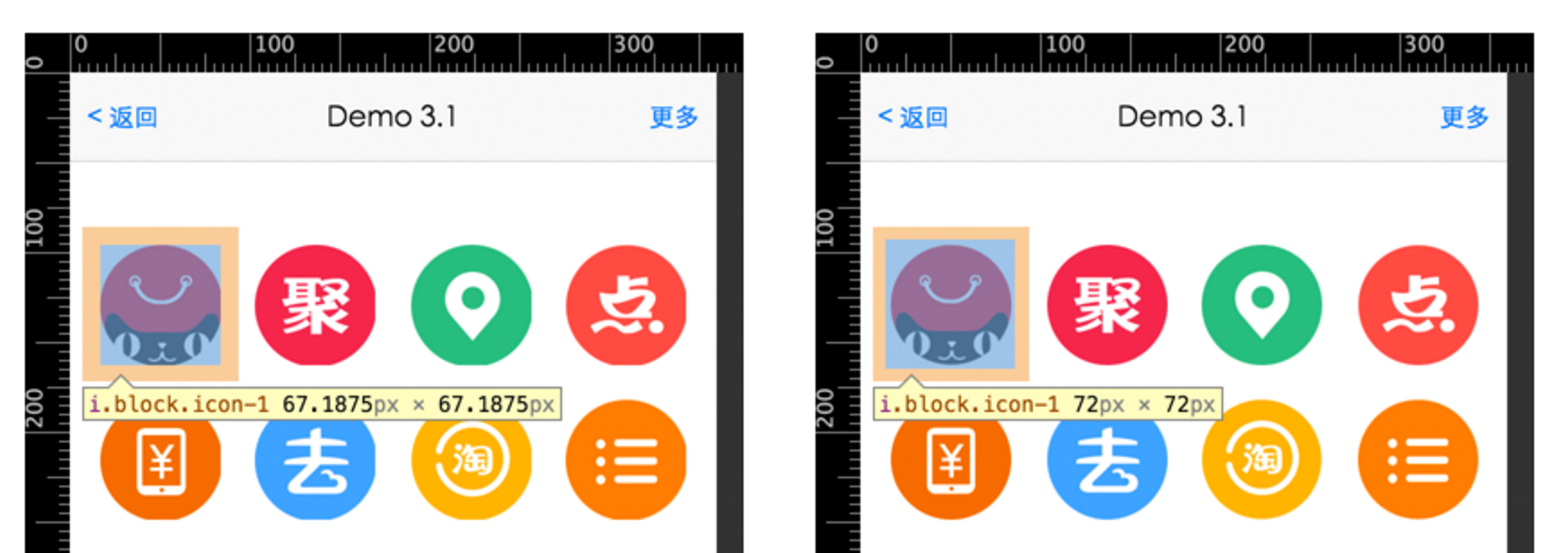 0 100 200 300
0
100
200
< 返回 Demo 3.1 更多
聚 点
i.block.icon-1 67.1875px × 67.1875px
¥ 去 淘
0 100 200 300
0
100
200
< 返回 Demo 3.1 更多
聚 点
i.block.icon-1 72px × 72px
¥ 去 淘